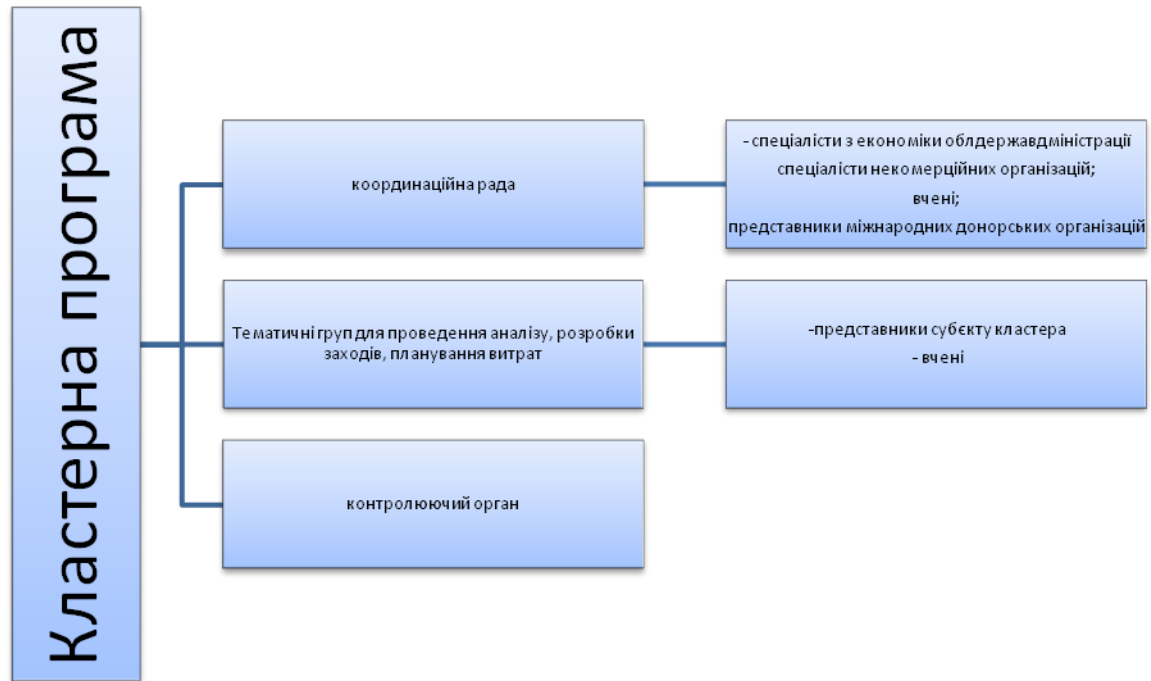 Кластерна програма
координаційна рада
- спеціалісти з економіки облдержавдміністрації
спеціалісти некомерційних організацій;
вчені;
представники міжнародних донорських організацій
Тематичні груп для проведення аналізу, розробки
заходів, планування витрат
-представники субєкту кластера
- вчені
контролюючий орган